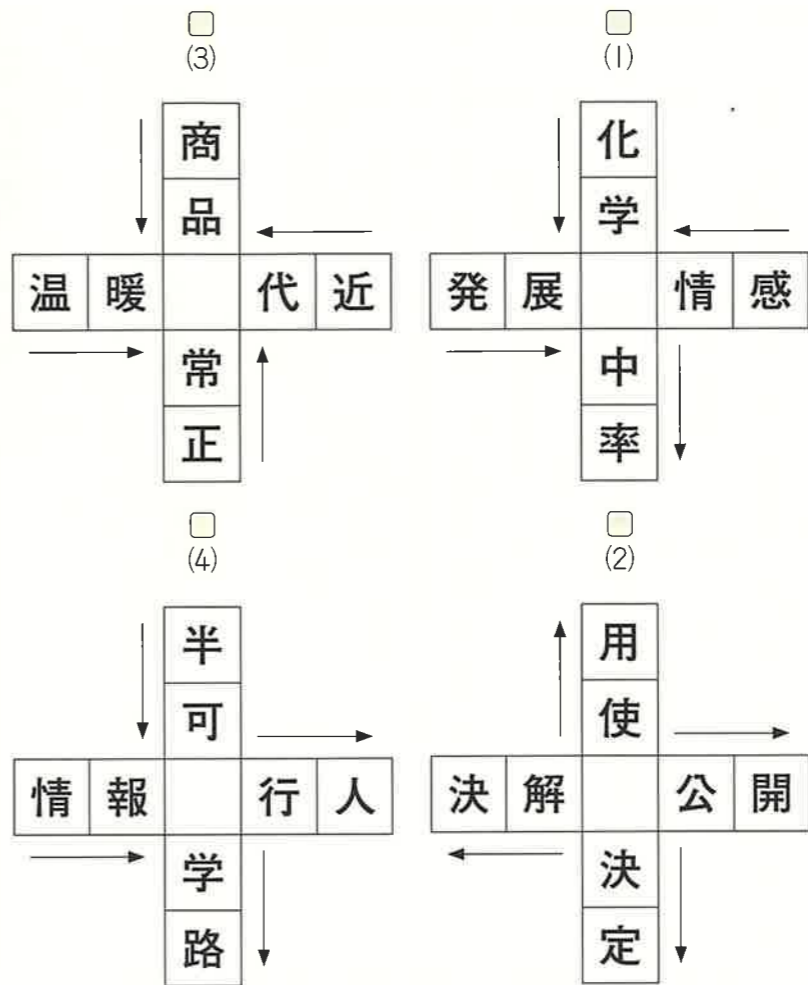 (1)
化
学
発展 情感
中
率
(2)
用
使
決解 公開
決
定
(3)
商
品
温暖 代近
常
正
(4)
半
可
情報 行人
学
路